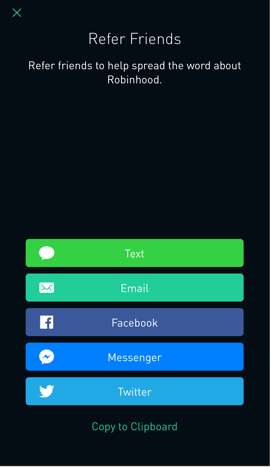 Refer Friends
Refer friends to help spread the word about
Robinhood.
Text
Email
Facebook
Messenger
Twitter
Copy to Clipboard